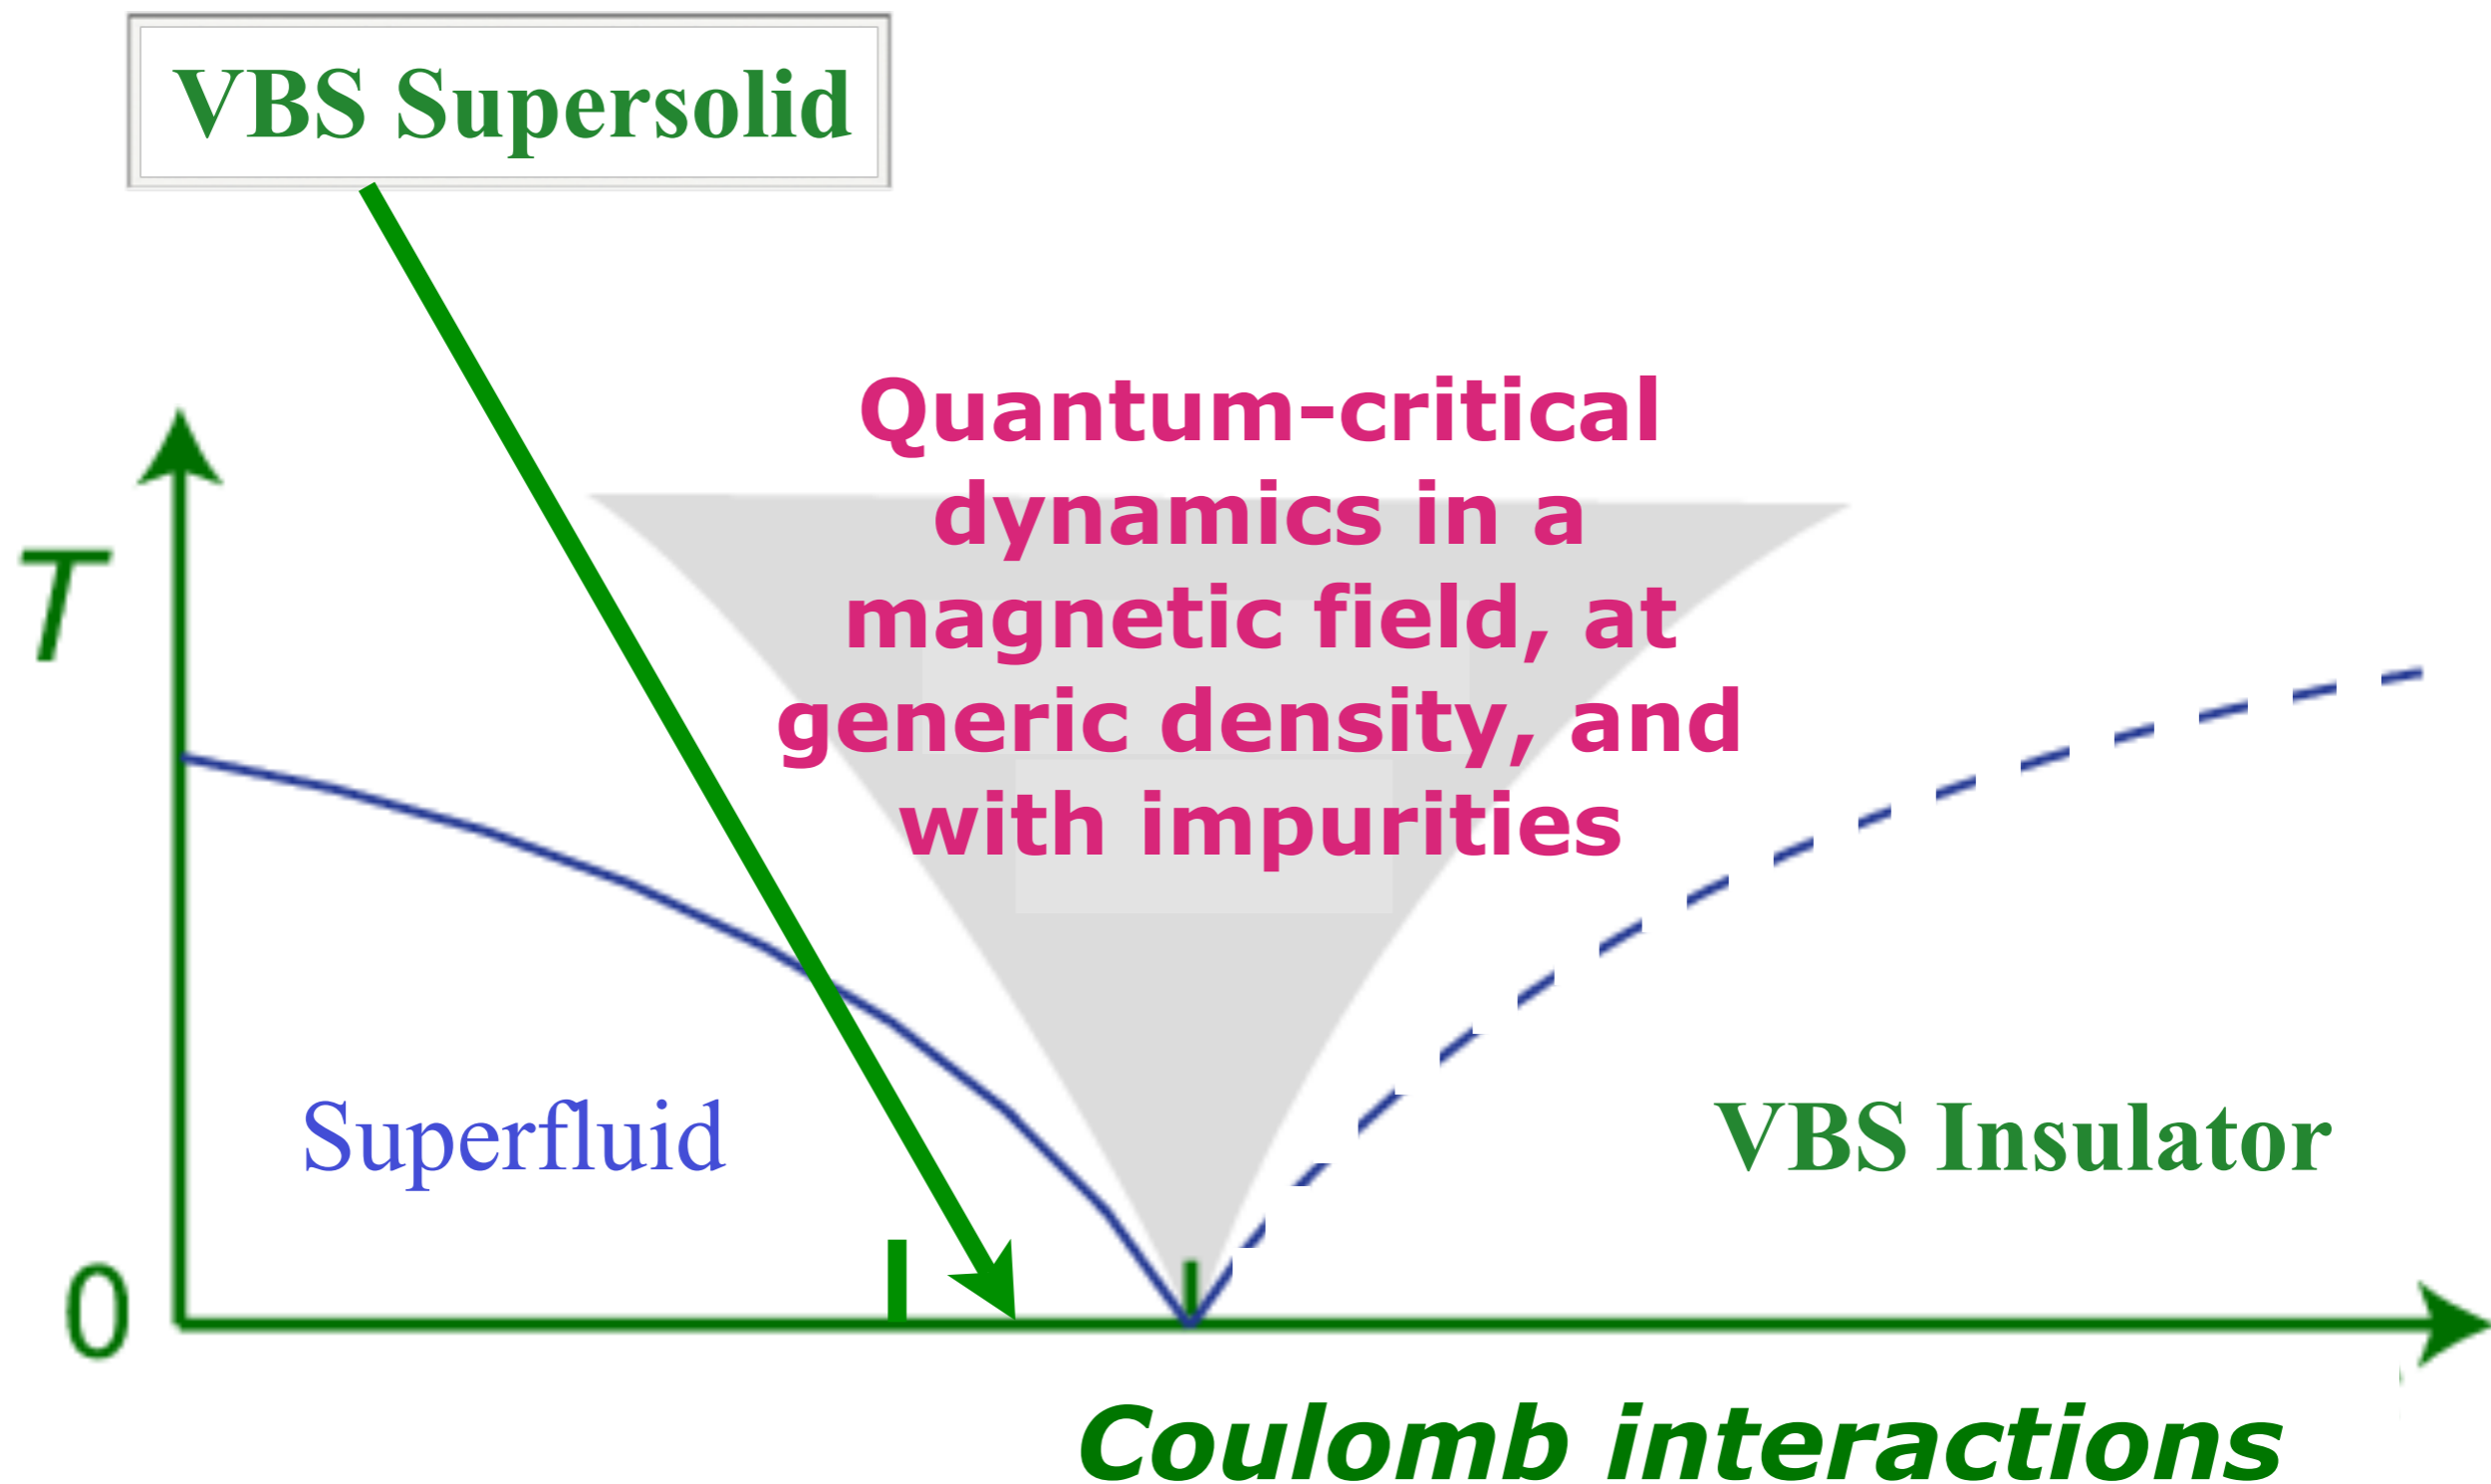 VBS Supersolid
Quantum-critical
dynamics in a
magnetic field, at
generic density, and
with impurities
T
Superfluid
VBS Insulator
0
Coulomb interactions